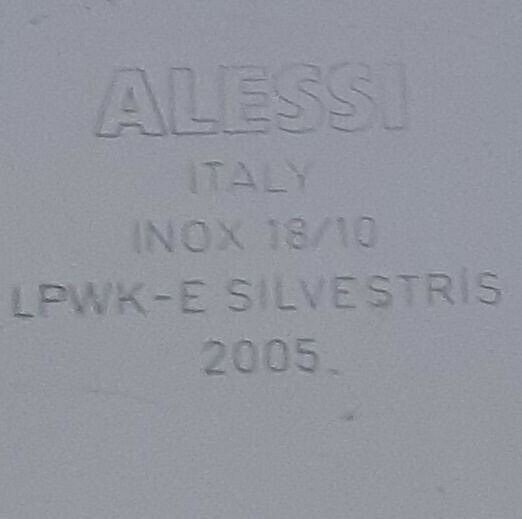 ALESSI
ITALY
INOX 18/10
LPWK-E SILVESTRIS
2005